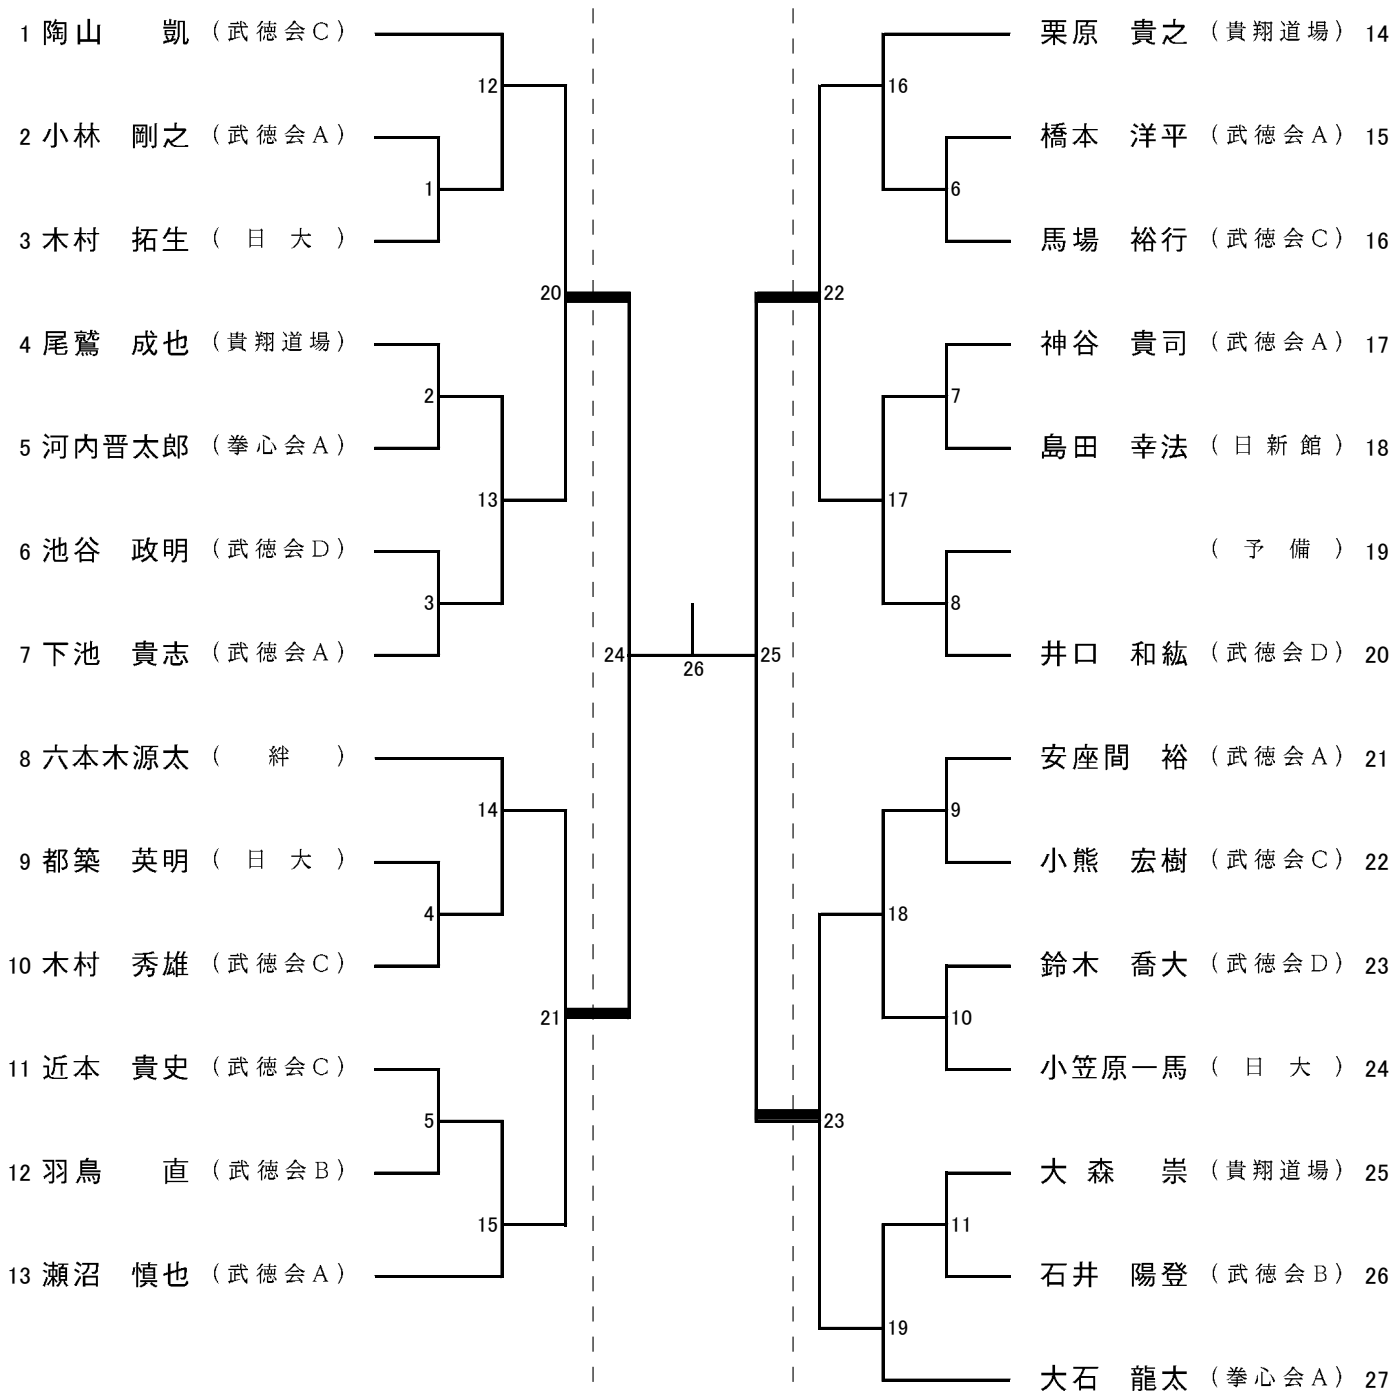 1 陶山　　凱 （武徳会C）
2 小林　剛之 （武徳会A）
3 木村　拓生 （　日　大　）
4 尾鷲　成也 （貴翔道場）
5 河内晋太郎 （拳心会A）
6 池谷　政明 （武徳会D）
7 下池　貴志 （武徳会A）
8 六本木源太 （　　絆　　）
9 都築　英明 （　日　大　）
10 木村　秀雄 （武徳会C）
11 近本　貴史 （武徳会C）
12 羽鳥　　直 （武徳会B）
13 瀬沼　慎也 （武徳会A）
12
1
20
2
13
3
24
14
4
21
5
15
26
16
6
22
7
17
8
25
9
18
10
23
11
19
栗原　貴之 （貴翔道場） 14
橋本　洋平 （武徳会A） 15
馬場　裕行 （武徳会C） 16
神谷　貴司 （武徳会A） 17
島田　幸法 （日新館） 18
（　予　備　） 19
井口　和紘 （武徳会D） 20
安座間　裕 （武徳会A） 21
小熊　宏樹 （武徳会C） 22
鈴木　喬大 （武徳会D） 23
小笠原一馬 （　日　大　） 24
大森　　崇 （貴翔道場） 25
石井　陽登 （武徳会B） 26
大石　龍太 （拳心会A） 27